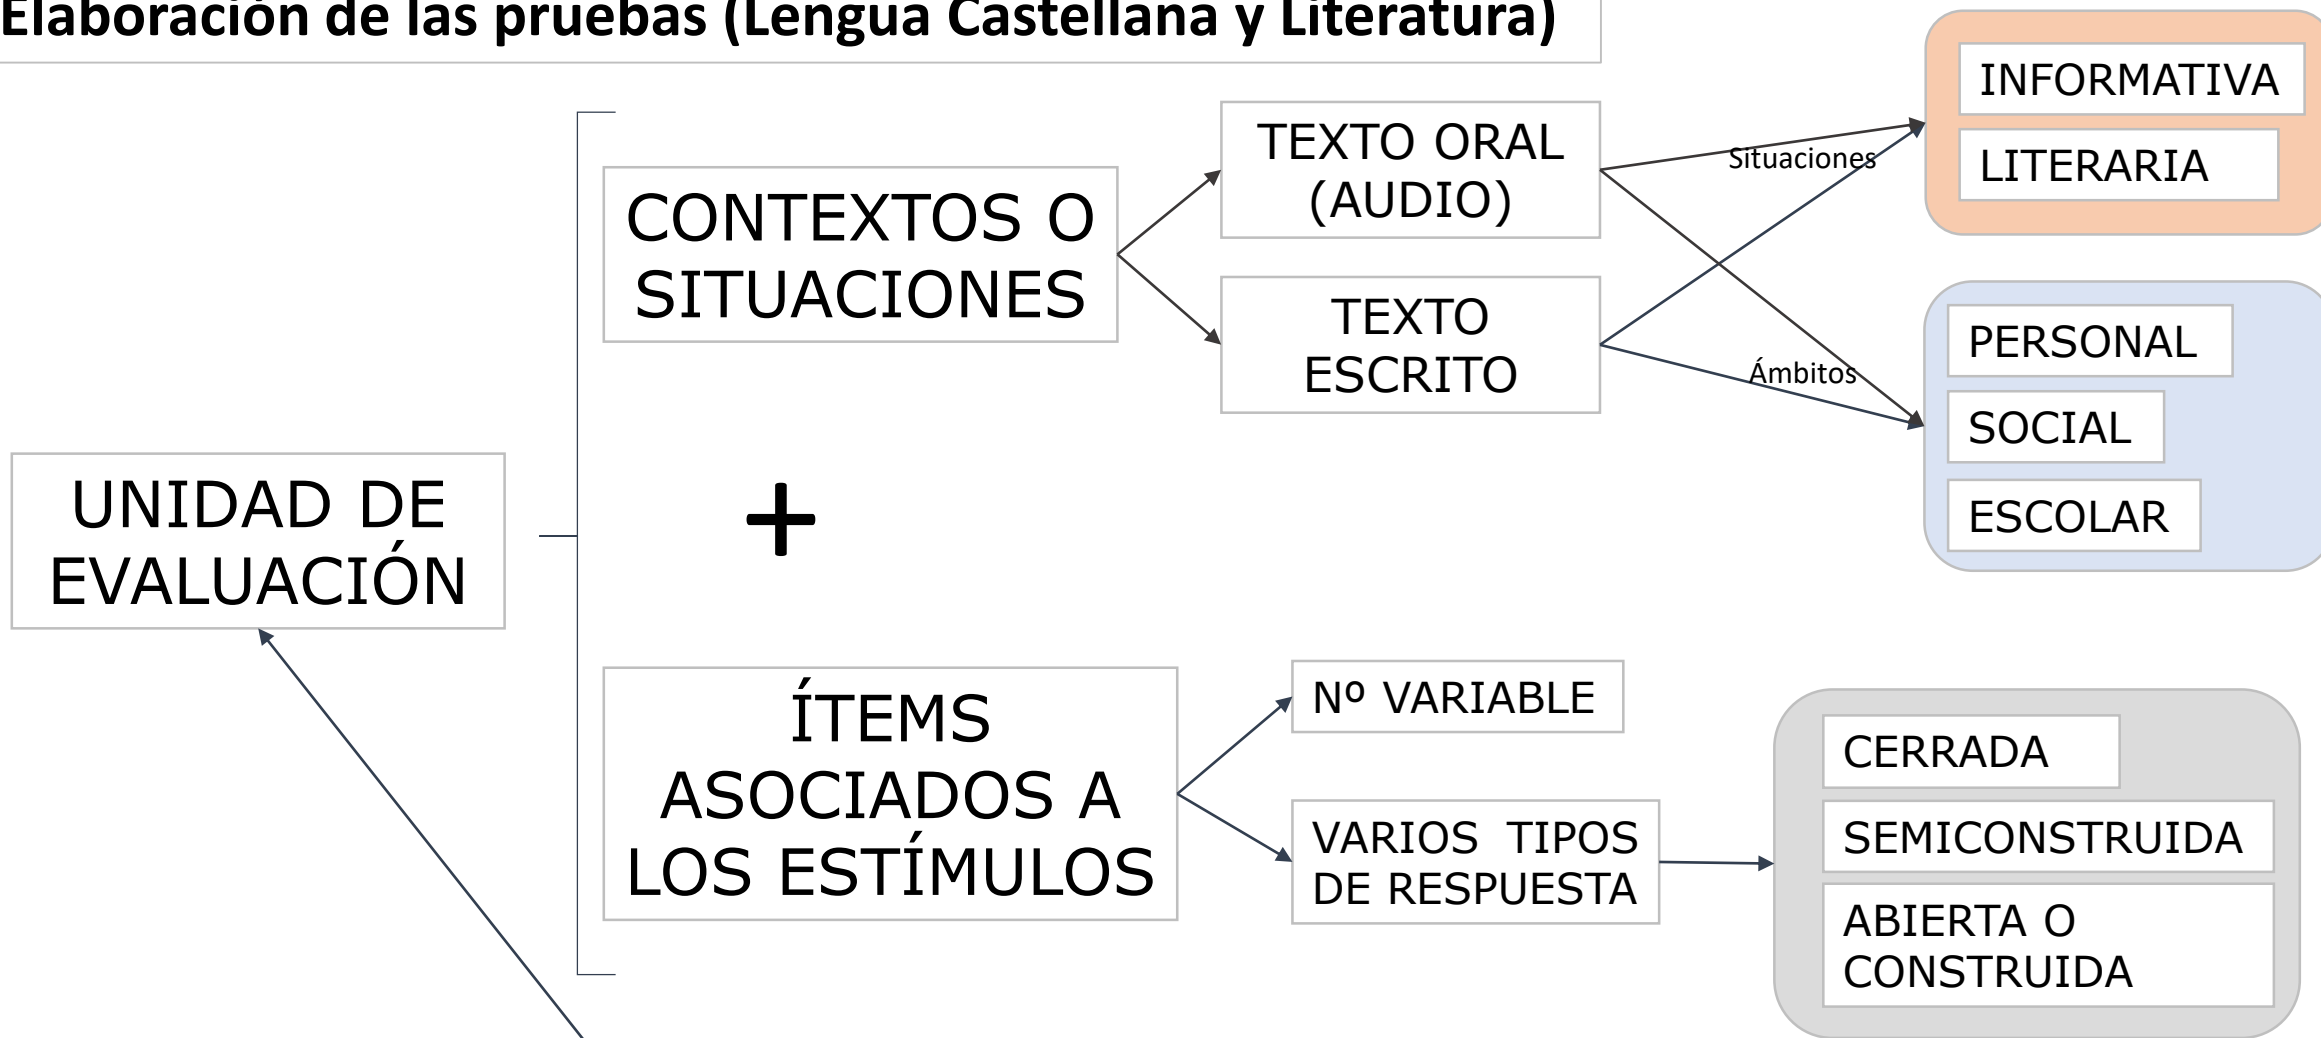 Elaboración de las pruebas (Lengua Castellana y Literatura)
UNIDAD DE
EVALUACIÓN
CONTEXTOS O
SITUACIONES
TEXTO ORAL
(AUDIO)
TEXTO
ESCRITO
Situaciones
Ámbitos
INFORMATIVA
LITERARIA
PERSONAL
SOCIAL
ESCOLAR
+
ÍTEMS
ASOCIADOS A
LOS ESTÍMULOS
Nº VARIABLE
VARIOS TIPOS
DE RESPUESTA
CERRADA
SEMICONSTRUIDA
ABIERTA O
CONSTRUIDA